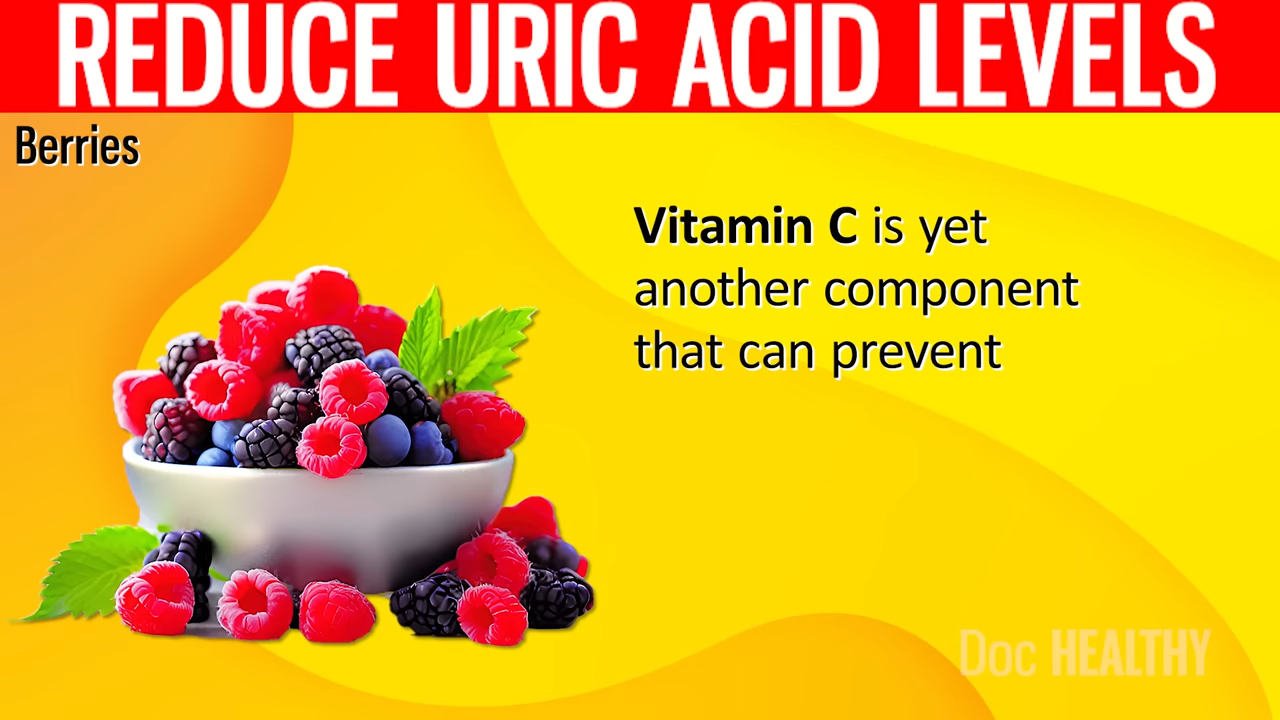 REDUCE URIC ACID LEVELS
Berries
Vitamin C is yet
another component
that can prevent
Doc HEALTHY